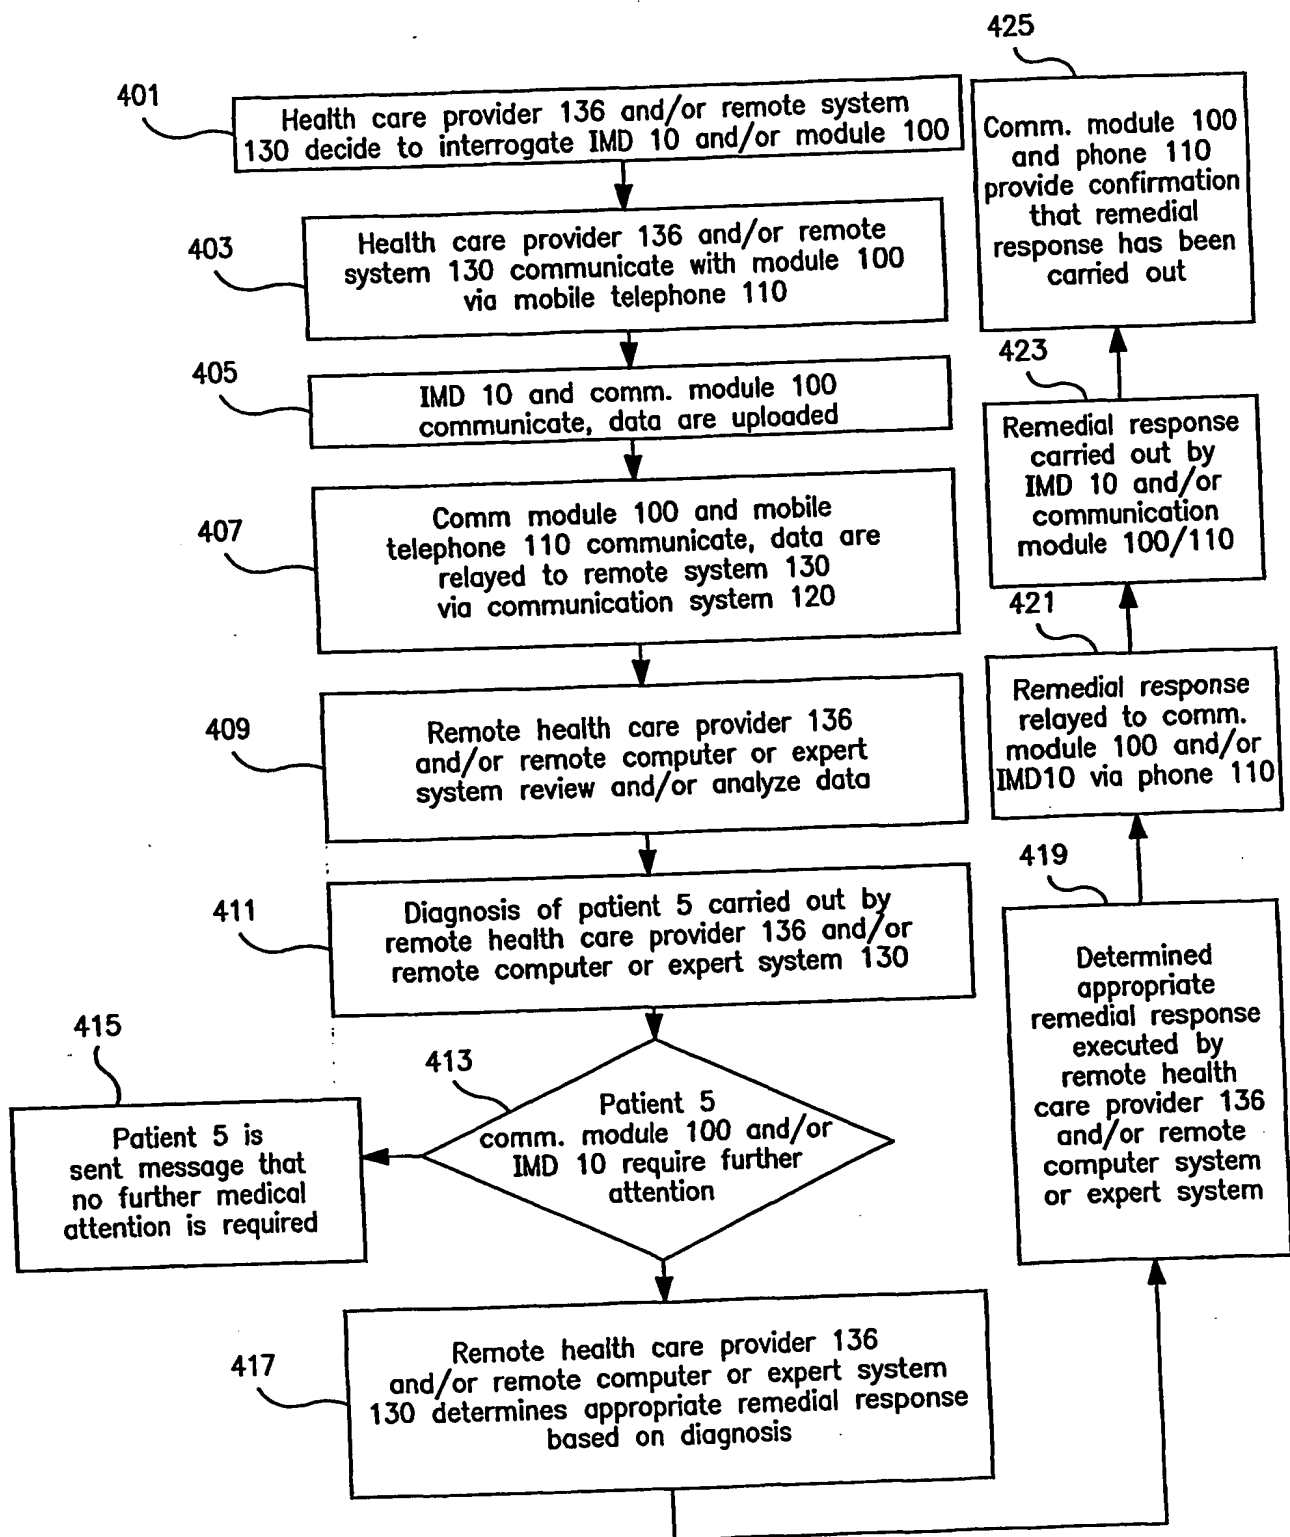 401
Health care provider 136 and/or remote system
130 decide to interrogate IMD 10 and/or module 100
403
Health care provider 136 and/or remote
system 130 communicate with module 100
via mobile telephone 110
405
IMD 10 and comm. module 100
communicate, data are uploaded
407
Comm module 100 and mobile
telephone 110 communicate, data are
relayed to remote system 130
via communication system 120
409
Remote health care provider 136
and/or remote computer or expert
system review and/or analyze data
411
Diagnosis of patient 5 carried out by
remote health care provider 136 and/or
remote computer or expert system 130
413
Patient 5
comm. module 100 and/or
IMD 10 require further
attention
415
Patient 5 is
sent message that
no further medical
attention is required
417
Remote health care provider 136
and/or remote computer or expert system
130 determines appropriate remedial response
based on diagnosis
419
Determined
appropriate
remedial response
executed by
remote health
care provider 136
and/or remote
computer system
or expert system
421
Remedial response
relayed to comm.
module 100 and/or
IMD10 via phone 110
423
Remedial response
carried out by
IMD 10 and/or
communication
module 100/110
425
Comm. module 100
and phone 110
provide confirmation
that remedial
response has been
carried out